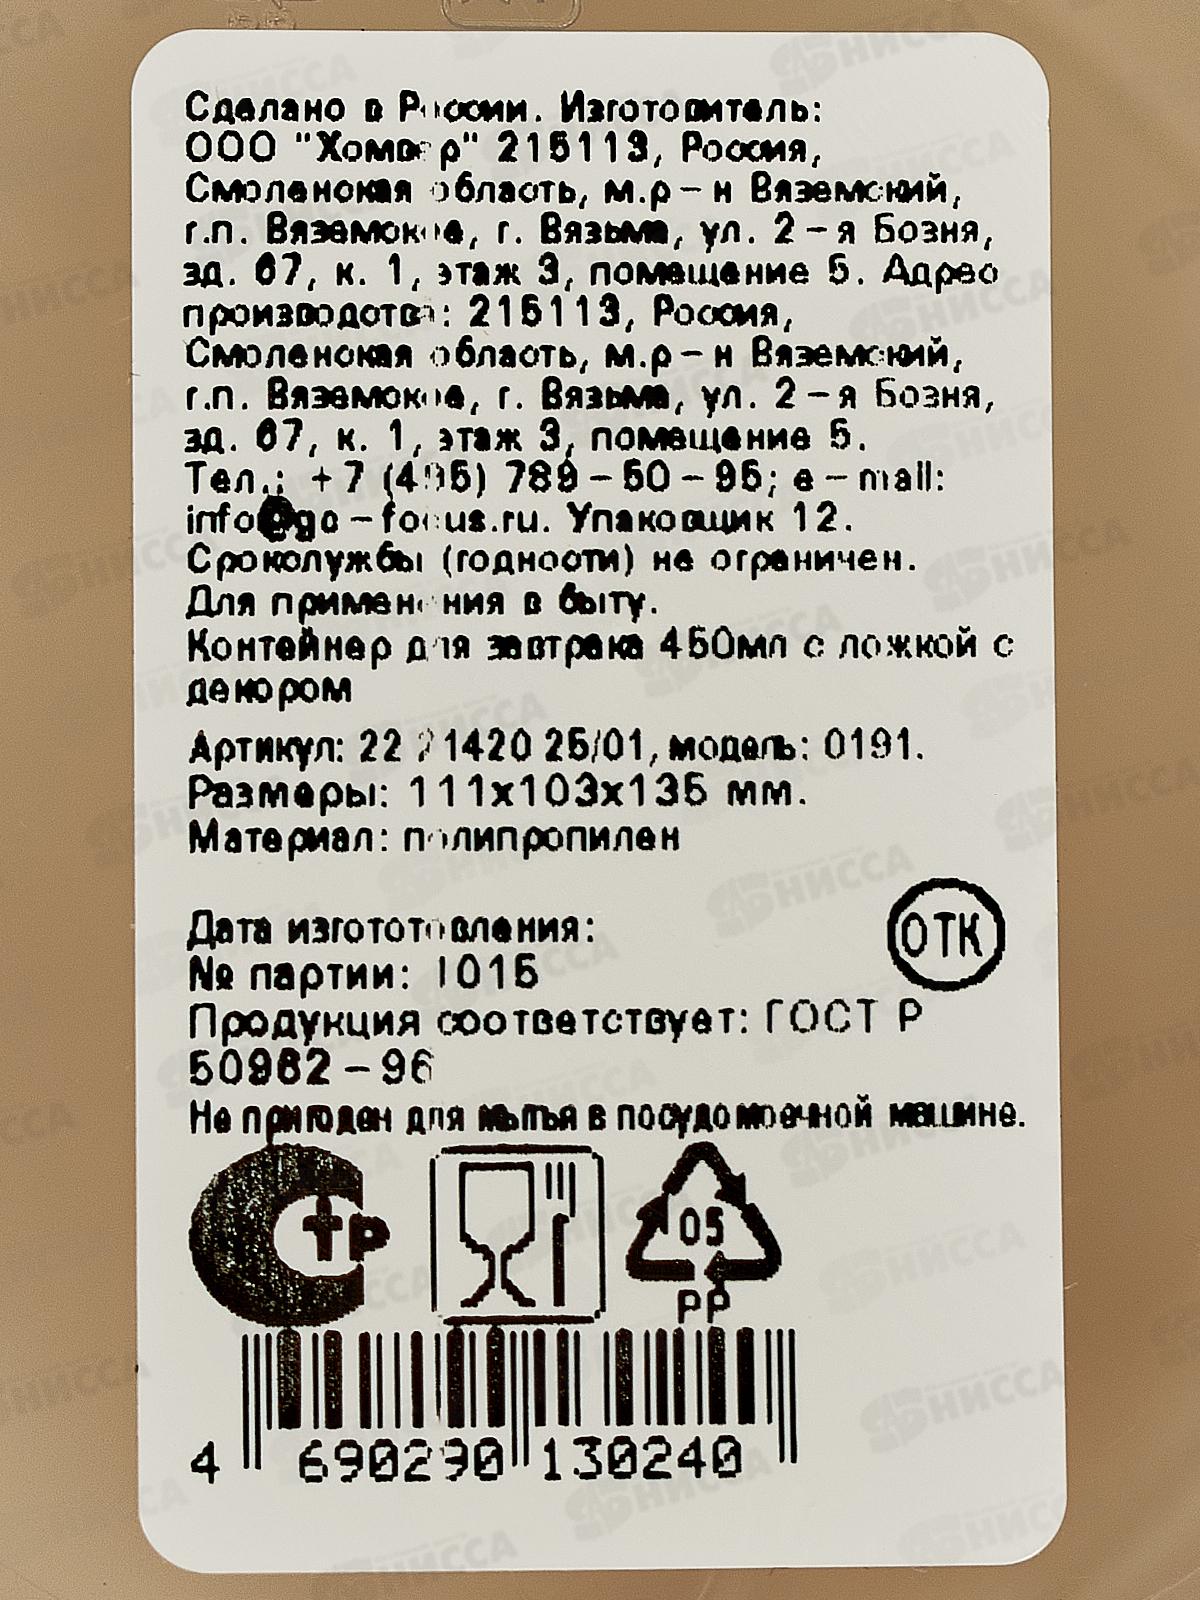 Сделано в России. Изготовитель:
ООО "Хомвер" 215113, Россия,
Смоленская область, м.р-н Вяземский,
г.п. Вяземское, г. Вязьма, ул. 2-я Бозня,
зд. 67, к. 1, этаж 3, помещение 5. Адрес
производства: 215113, Россия,
Смоленская область, м.р-н Вяземский,
г.п. Вяземское, г. Вязьма, ул. 2-я Бозня,
зд. 67, к. 1, этаж 3, помещение 5.
Тел.: +7 (495) 789-50-95; e-mail:
info@go-focus.ru. Упаковщик 12.
Срокслужбы (годности) не ограничен.
Для применения в быту.
Контейнер для завтрака 450мл с ложкой с
декором
Артикул: 22 21420 25/01, модель: 0191.
Размеры: 111x103x135 мм.
Материал: полипропилен
Дата изгототовления:
№ партии: 1015
ОТК
Продукция соответствует: ГОСТ Р
50962-96
Не пригоден для мытья в посудомоечной машине.
тр
05
PP
4 690290 130240
НИССА